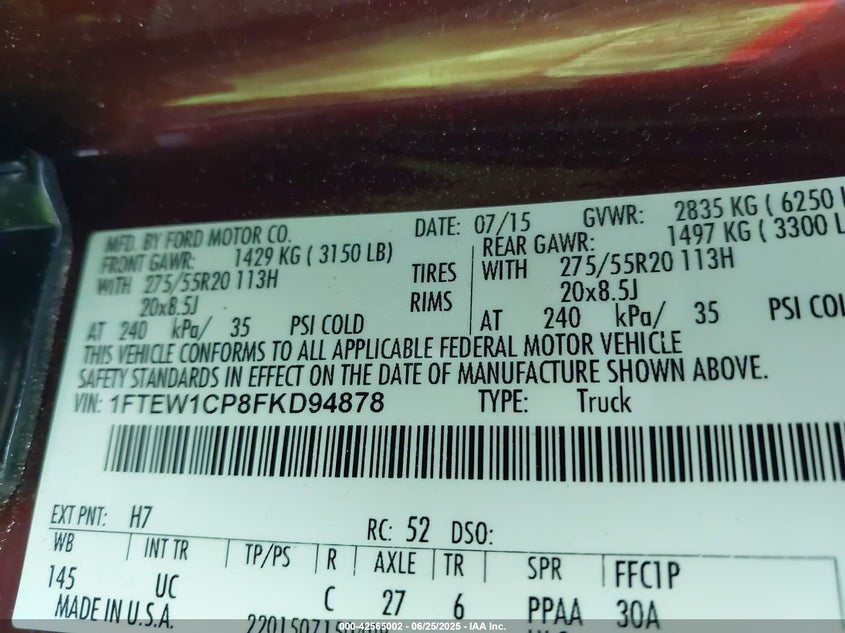 MFD. BY FORD MOTOR CO. DATE: 07/15 GVWR: 2835 KG ( 6250
FRONT GAWR: 1429 KG ( 3150 LB) REAR GAWR: 1497 KG ( 3300 L
WITH 275/55R20 113H TIRES WITH 275/55R20 113H
20x8.5J RIMS 20x8.5J
AT 240 kPa/ 35 PSI COLD AT 240 kPa/ 35 PSI COL
THIS VEHICLE CONFORMS TO ALL APPLICABLE FEDERAL MOTOR VEHICLE
SAFETY STANDARDS IN EFFECT ON THE DATE OF MANUFACTURE SHOWN ABOVE.
VIN: 1FTEW1CP8FKD94878 TYPE: Truck
EXT PNT: H7 RC: 52 DSO:
WB INT TR TP/PS R AXLE TR SPR FFC1P
145 UC C 27 6 PPAA 30A
MADE IN U.S.A.
000-42565002 - 06/25/2025 - IAA Inc.